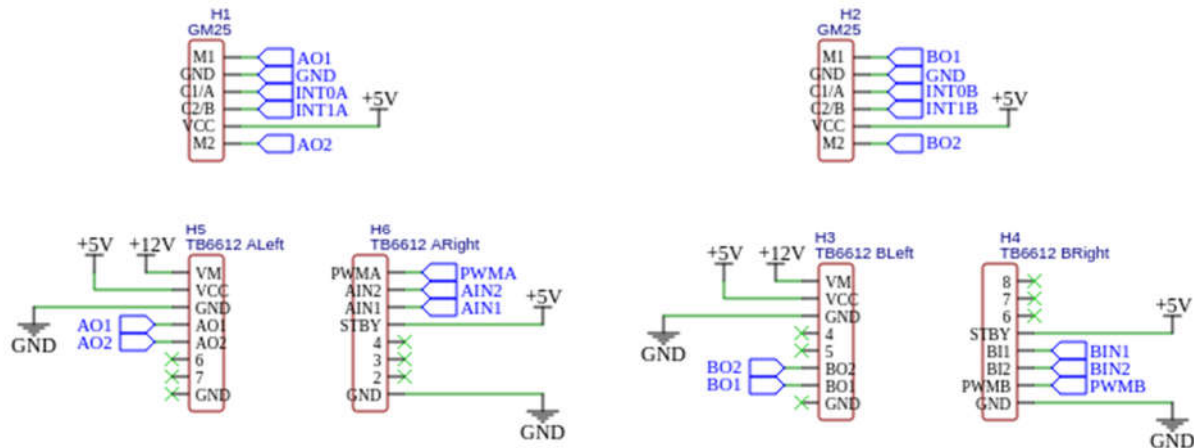 H1
GM25
M1 AO1
GND GND
C1/A INT0A
C2/B INT1A
VCC +5V
M2 AO2
H2
GM25
M1 BO1
GND GND
C1/A INT0B
C2/B INT1B
VCC +5V
M2 BO2
H5
TB6612 ALeft
+5V +12V
VM
VCC
GND
GND
AO1 AO1
AO2 AO2
6
7
GND
H6
TB6612 ARight
PWMA PWMA
AIN2 AIN2
AIN1 AIN1
STBY +5V
4
3
2
GND
GND
H3
TB6612 BLeft
+5V +12V
VM
VCC
GND
GND
4
5
BO2 BO2
BO1 BO1
GND
H4
TB6612 BRight
8
7
6
STBY +5V
BI1 BIN1
BI2 BIN2
PWMB PWMB
GND
GND